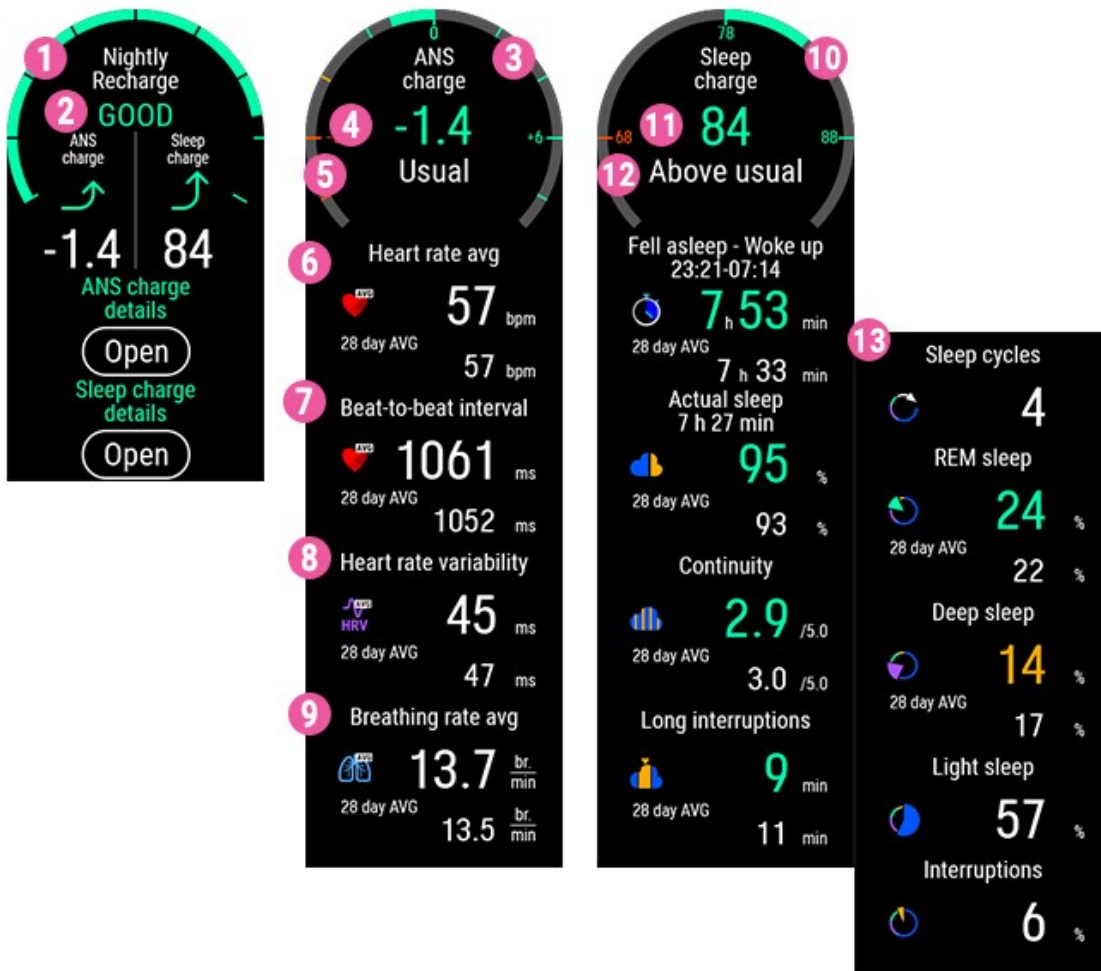 1
Nightly
Recharge
2
GOOD
ANS
charge
Sleep
charge
-1.4
84
ANS charge
details
Open
Sleep charge
details
Open
0
3
ANS
charge
4
-1.4
+6
5
Usual
6
Heart rate avg
AVG
57 bpm
28 day AVG
57 bpm
7
Beat-to-beat interval
AVG
1061 ms
28 day AVG
1052 ms
8
Heart rate variability
AVG
HRV
45 ms
28 day AVG
47 ms
9
Breathing rate avg
AVG
13.7 br.
min
28 day AVG
13.5 br.
min
78
10
Sleep
charge
68
11
84
88
12
Above usual
Fell asleep - Woke up
23:21-07:14
7 h 53 min
28 day AVG
7 h 33 min
Actual sleep
7 h 27 min
95 %
28 day AVG
93 %
Continuity
2.9 /5.0
28 day AVG
3.0 /5.0
Long interruptions
9 min
28 day AVG
11 min
13
Sleep cycles
4
REM sleep
24 %
28 day AVG
22 %
Deep sleep
14 %
28 day AVG
17 %
Light sleep
57 %
Interruptions
6 %